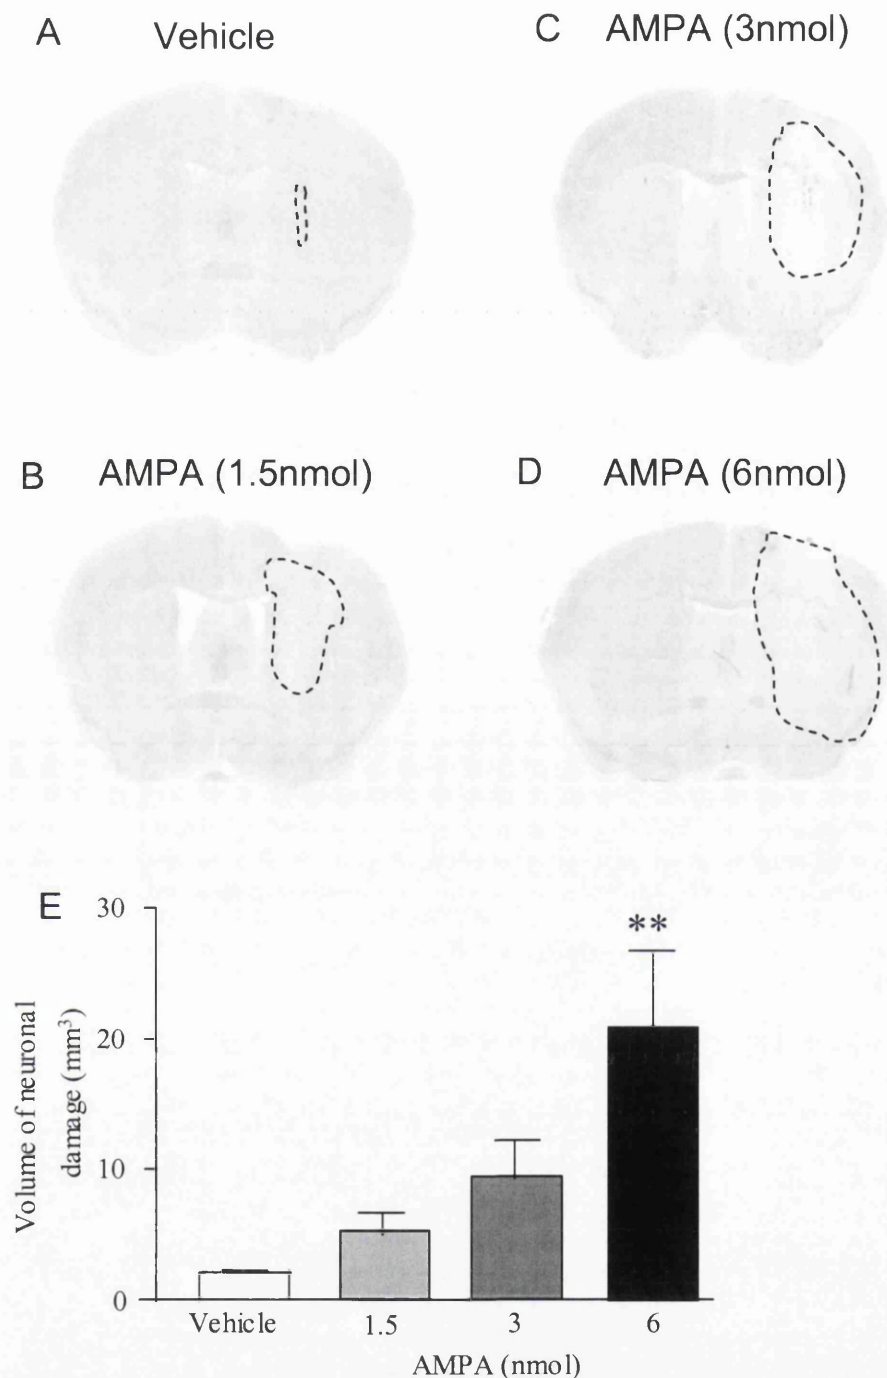 A Vehicle
C AMPA (3nmol)
B AMPA (1.5nmol)
D AMPA (6nmol)
E
30
20
10
0
Volume of neuronal
damage (mm³)
**
Vehicle 1.5 3 6
AMPA (nmol)